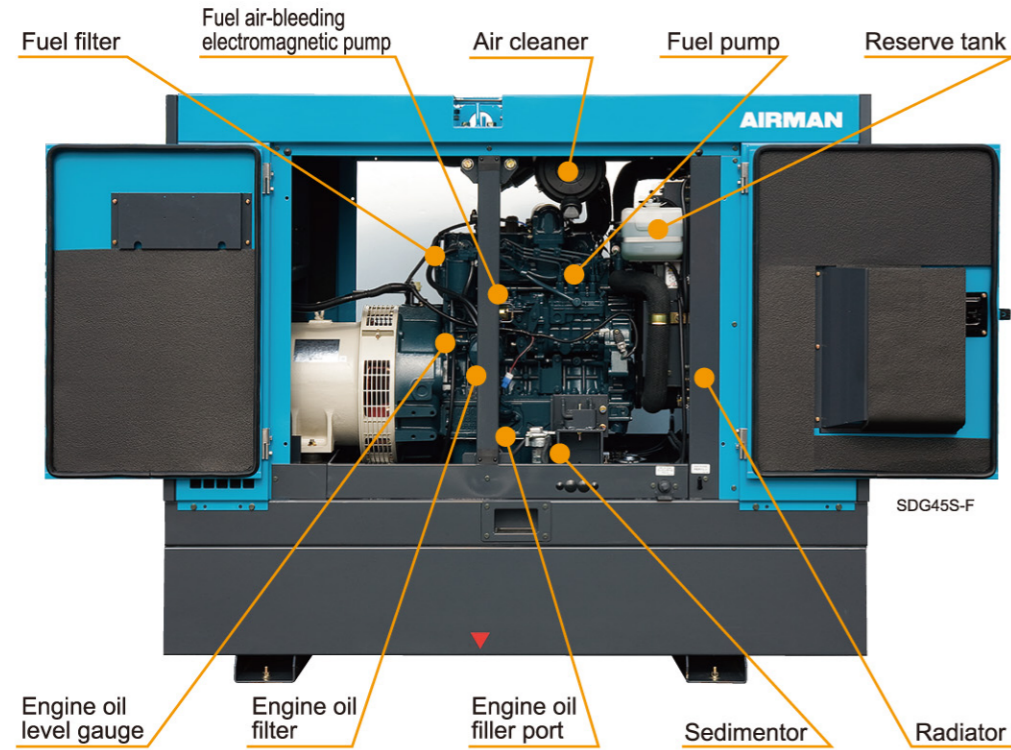 Fuel filter
Fuel air-bleeding
electromagnetic pump
Air cleaner
Fuel pump
Reserve tank
AIRMAN
SDG45S-F
Engine oil
level gauge
Engine oil
filter
Engine oil
filler port
Sedimentor
Radiator